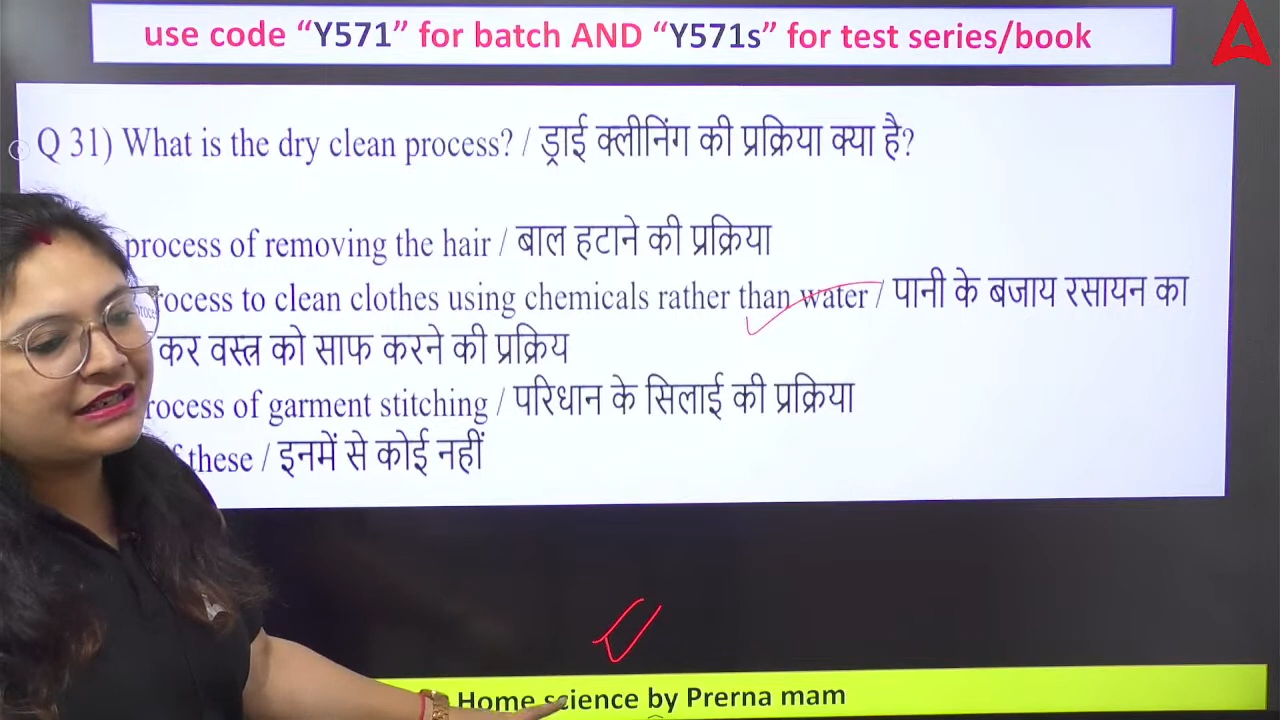 use code “Y571” for batch AND “Y571s” for test series/book
Q 31) What is the dry clean process? / ड्राई क्लीनिंग की प्रक्रिया क्या है?
process of removing the hair / बाल हटाने की प्रक्रिया
rocess to clean clothes using chemicals rather than water / पानी के बजाय रसायन का
कर वस्त्र को साफ करने की प्रक्रिय
rocess of garment stitching / परिधान के सिलाई की प्रक्रिया
these / इनमें से कोई नहीं
Home science by Prerna mam